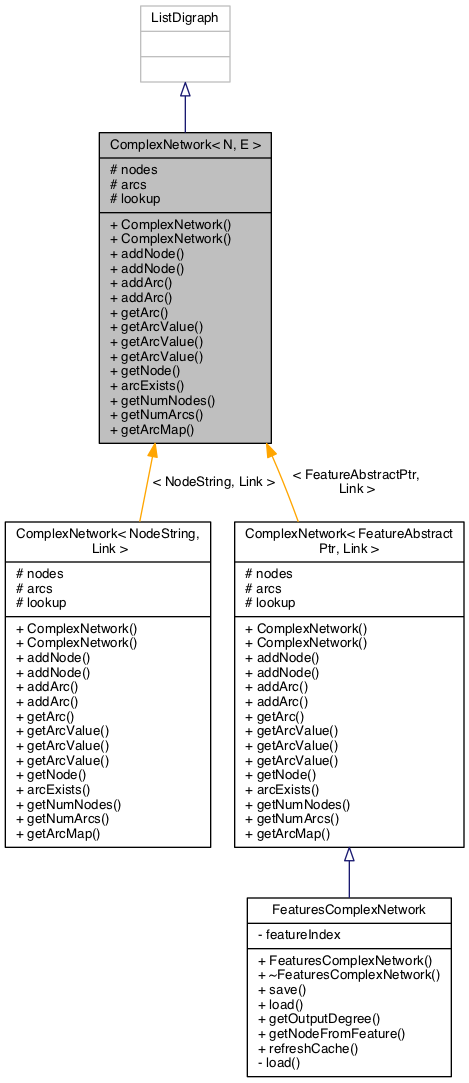 ListDigraph
ComplexNetwork< N, E >
# nodes
# arcs
# lookup
+ ComplexNetwork()
+ ComplexNetwork()
+ addNode()
+ addNode()
+ addArc()
+ addArc()
+ getArc()
+ getArcValue()
+ getArcValue()
+ getArcValue()
+ getNode()
+ arcExists()
+ getNumNodes()
+ getNumArcs()
+ getArcMap()
< NodeString, Link >
< FeatureAbstractPtr,
Link >
ComplexNetwork< NodeString,
Link >
# nodes
# arcs
# lookup
+ ComplexNetwork()
+ ComplexNetwork()
+ addNode()
+ addNode()
+ addArc()
+ addArc()
+ getArc()
+ getArcValue()
+ getArcValue()
+ getArcValue()
+ getNode()
+ arcExists()
+ getNumNodes()
+ getNumArcs()
+ getArcMap()
ComplexNetwork< FeatureAbstract
Ptr, Link >
# nodes
# arcs
# lookup
+ ComplexNetwork()
+ ComplexNetwork()
+ addNode()
+ addNode()
+ addArc()
+ addArc()
+ getArc()
+ getArcValue()
+ getArcValue()
+ getArcValue()
+ getNode()
+ arcExists()
+ getNumNodes()
+ getNumArcs()
+ getArcMap()
FeaturesComplexNetwork
- featureIndex
+ FeaturesComplexNetwork()
+ ~FeaturesComplexNetwork()
+ save()
+ load()
+ getOutputDegree()
+ getNodeFromFeature()
+ refreshCache()
- load()